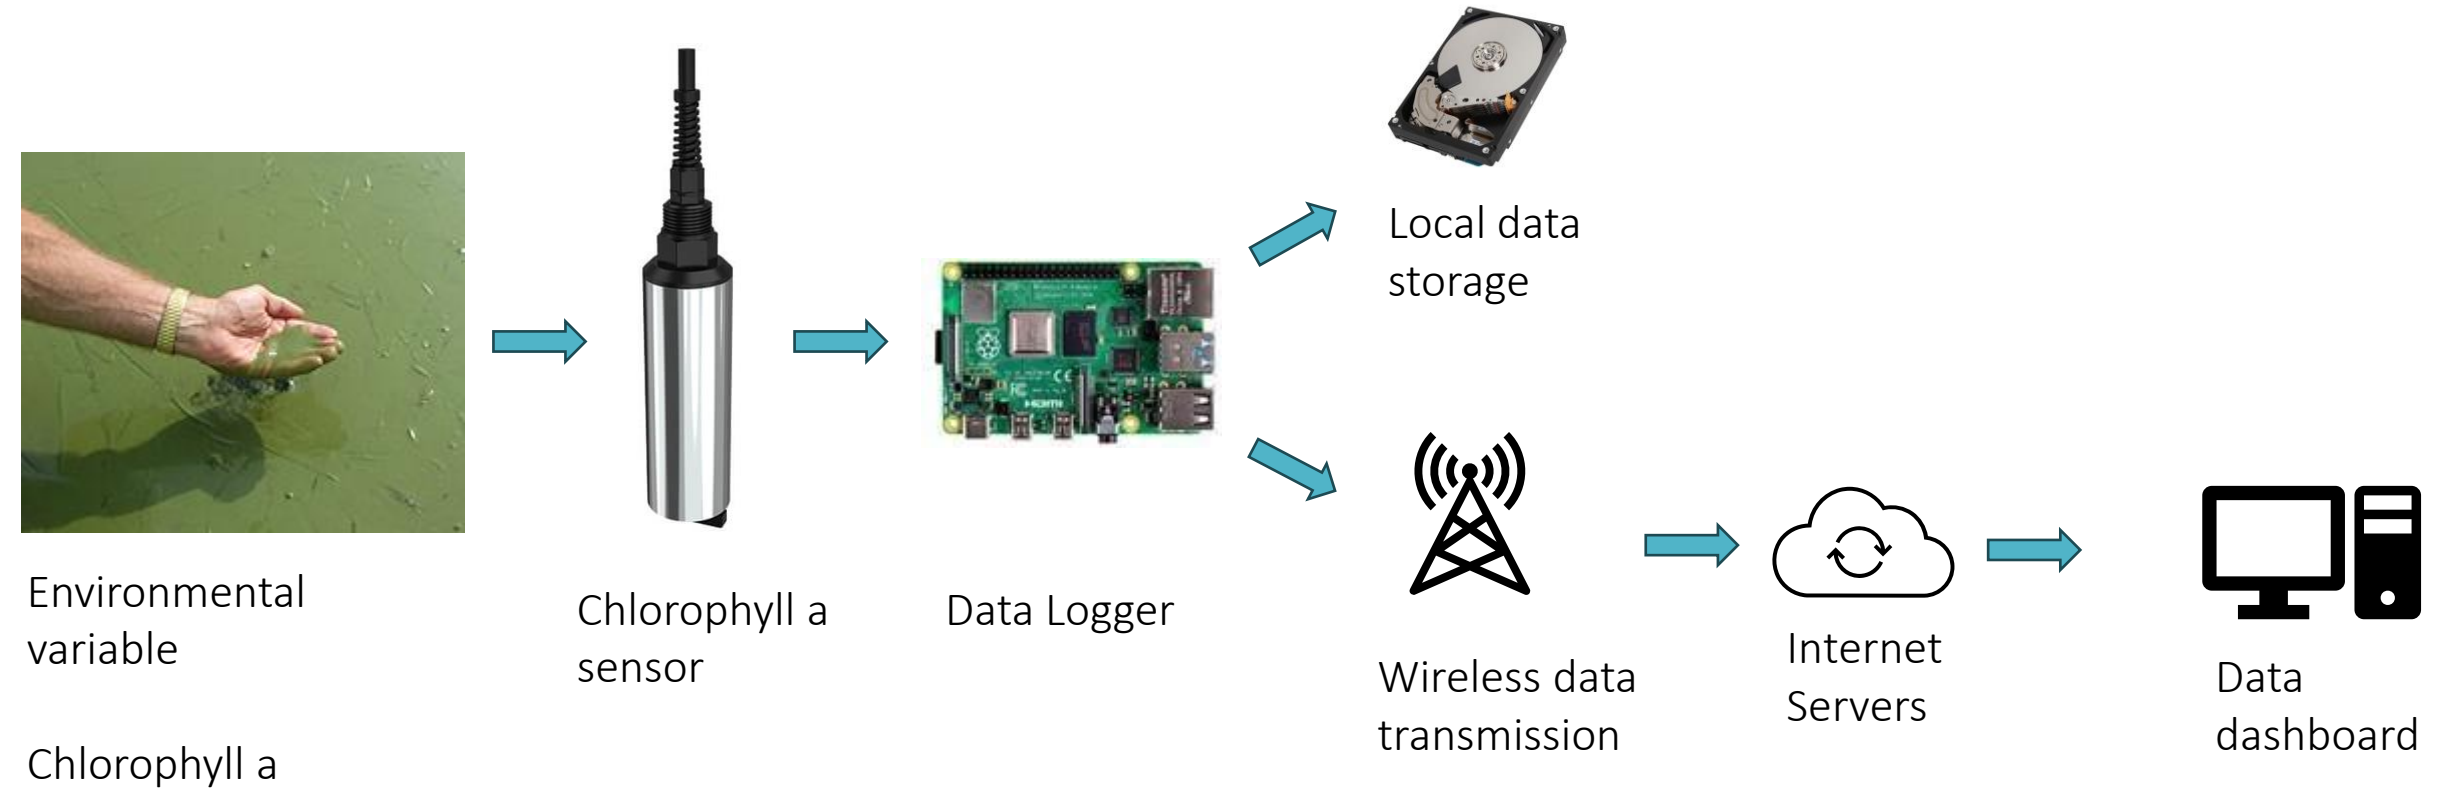 Environmental
variable
Chlorophyll a
Chlorophyll a
sensor
Data Logger
Local data
storage
Wireless data
transmission
Internet
Servers
Data
dashboard